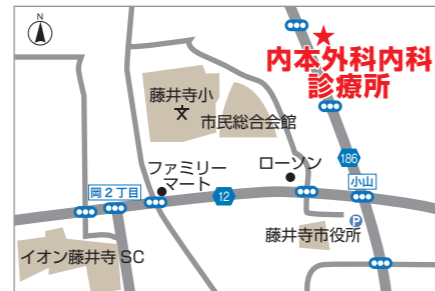 N
内本外科内科
診療所
藤井寺小
文
市民総合会館
186
ファミリー
マート
ローソン
小山
岡2丁目
12
P
藤井寺市役所
イオン藤井寺SC